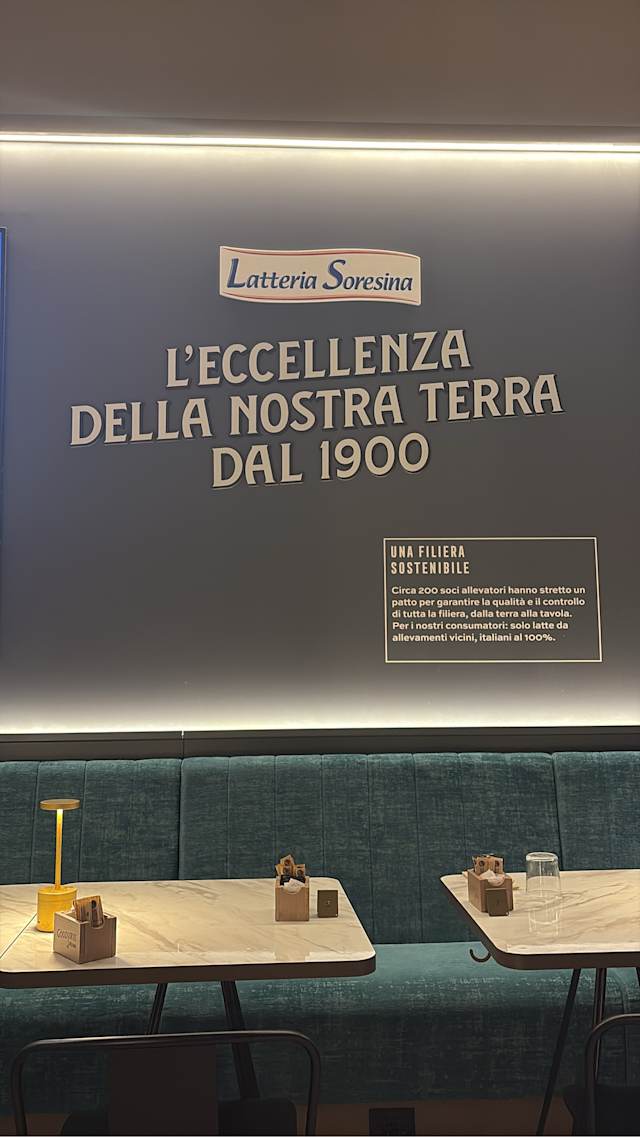 Latteria Soresina
L'ECCELLENZA
DELLA NOSTRA TERRA
DAL 1900
UNA FILIERA
SOSTENIBILE
Circa 200 soci allevatori hanno stretto un
patto per garantire la qualità e il controllo
di tutta la filiera, dalla terra alla tavola.
Per i nostri consumatori: solo latte da
allevamenti vicini, italiani al 100%.